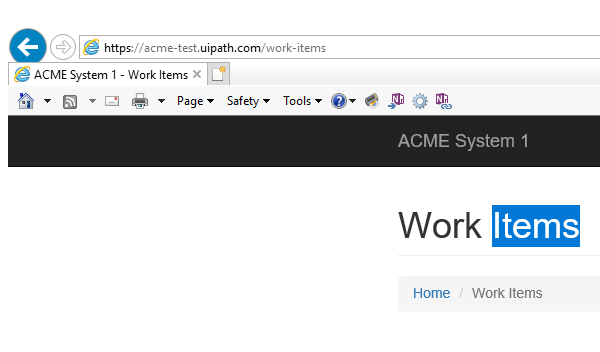 https://acme-test.uipath.com/work-items
ACME System 1 - Work Items
Page Safety Tools
ACME System 1
Work Items
Home / Work Items